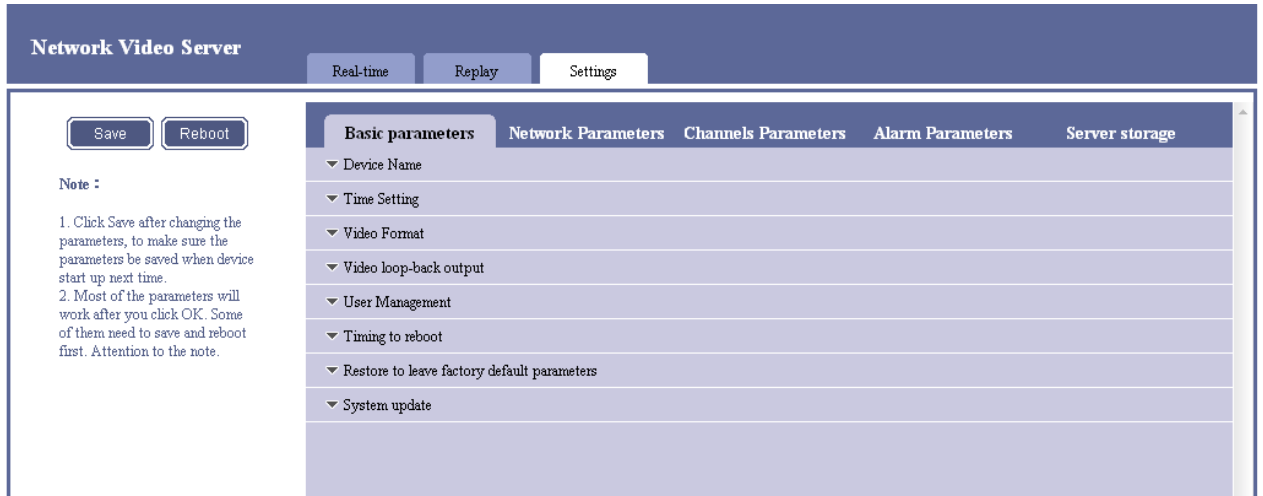 Network Video Server
Real-time Replay Settings
Save Reboot
Note：
1. Click Save after changing the
parameters, to make sure the
parameters be saved when device
start up next time.
2. Most of the parameters will
work after you click OK. Some
of them need to save and reboot
first. Attention to the note.
Basic parameters Network Parameters Channels Parameters Alarm Parameters Server storage
Device Name
Time Setting
Video Format
Video loop-back output
User Management
Timing to reboot
Restore to leave factory default parameters
System update